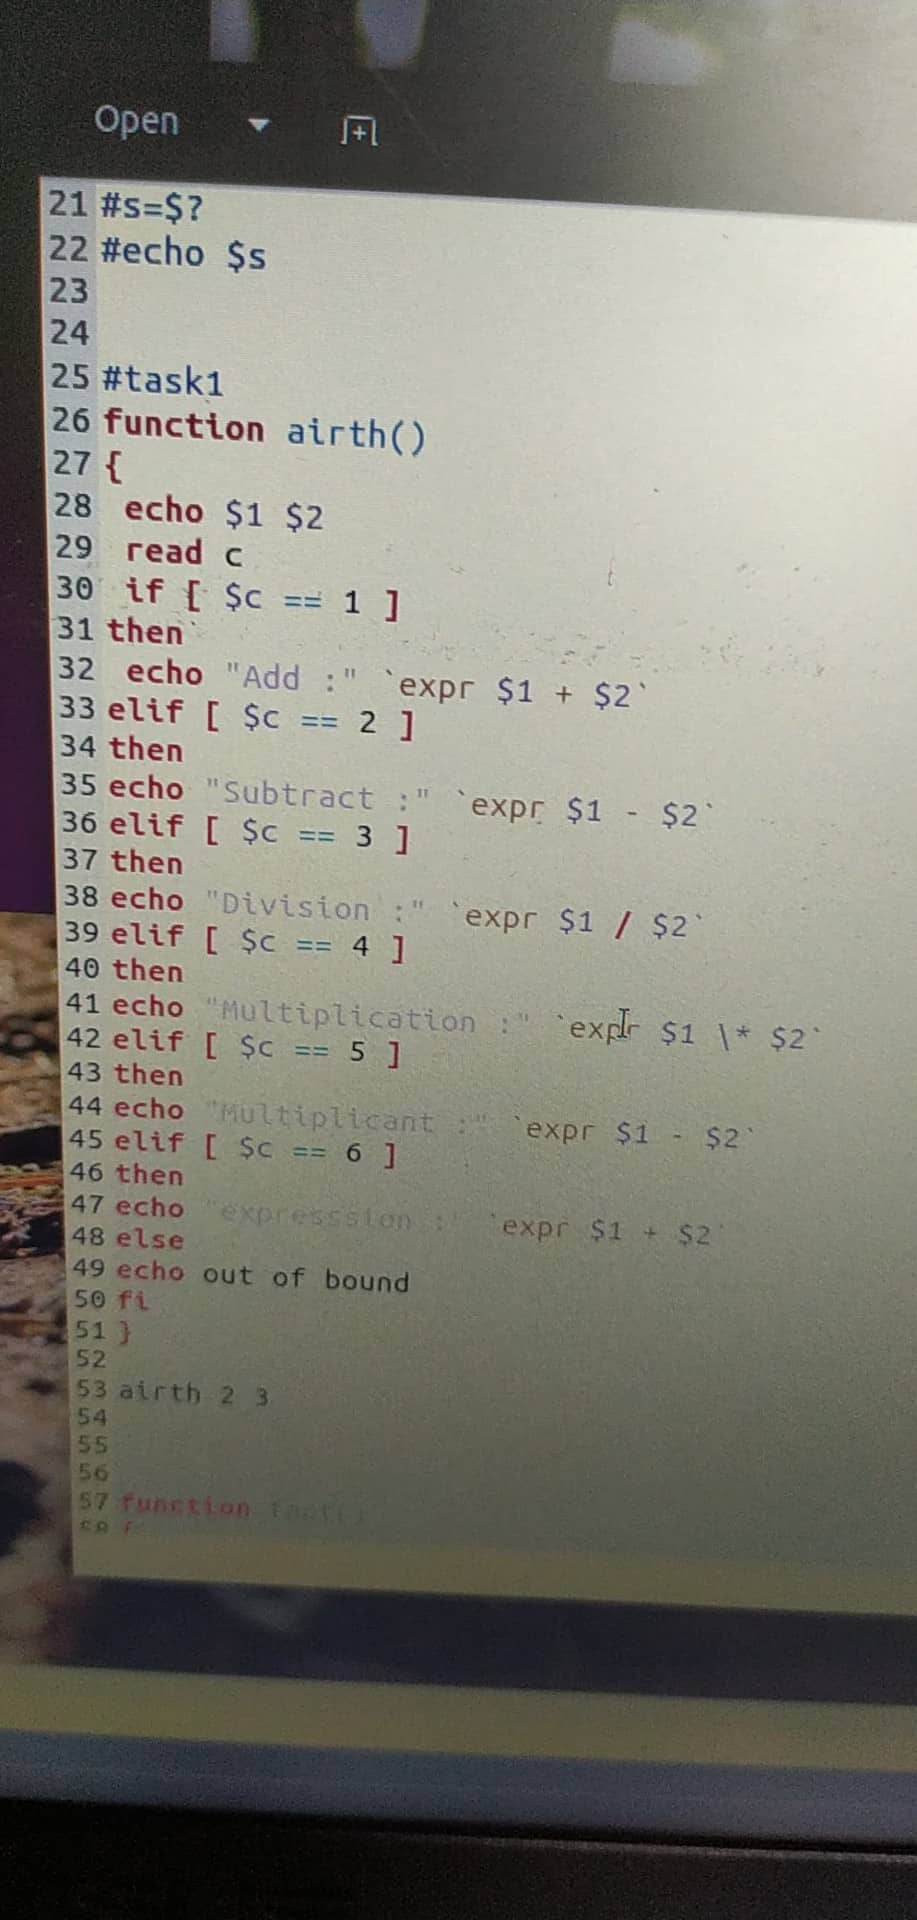 Open
21 #s=$?
22 #echo $s
23
24
25 #task1
26 function airth()
27 {
28 echo $1 $2
29 read c
30 if [ $c == 1 ]
31 then
32 echo "Add :" `expr $1 + $2`
33 elif [ $c == 2 ]
34 then
35 echo "Subtract :" `expr $1 - $2`
36 elif [ $c == 3 ]
37 then
38 echo "Division :" `expr $1 / $2`
39 elif [ $c == 4 ]
40 then
41 echo "Multiplication :" `expr $1 \* $2`
42 elif [ $c == 5 ]
43 then
44 echo "Multiplicant :" `expr $1 - $2`
45 elif [ $c == 6 ]
46 then
47 echo "expresssion :" `expr $1 + $2`
48 else
49 echo out of bound
50 fi
51 }
52
53 airth 2 3
54
55
56
57 function